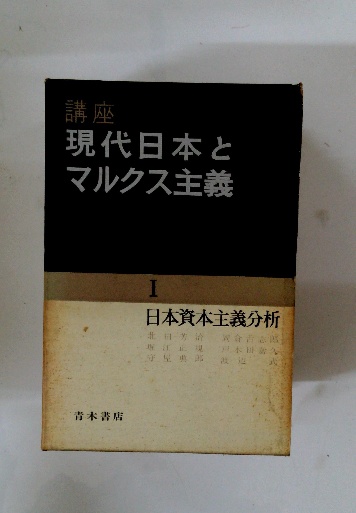 講座
現代日本と
マルクス主義
I
日本資本主義分析
青木書店